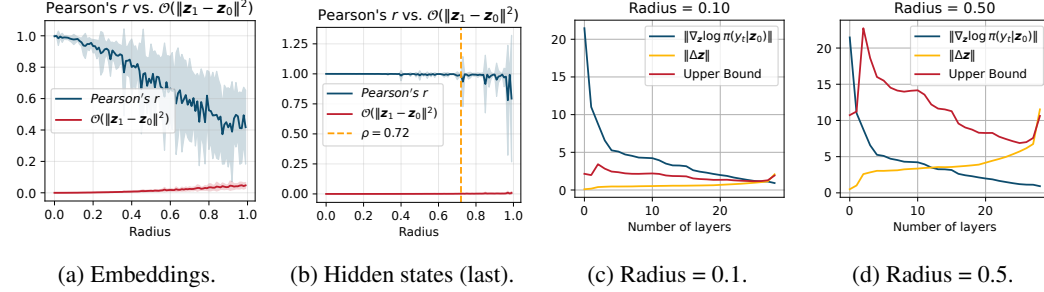 Pearson's r vs. 𝒪(‖𝒛₁ − 𝒛₀‖²)
1.0
0.8
0.6
0.4
0.2
0.0
Pearson's r
𝒪(‖𝒛₁ − 𝒛₀‖²)
0.0 0.2 0.4 0.6 0.8 1.0
Radius
(a) Embeddings.
Pearson's r vs. 𝒪(‖𝒛₁ − 𝒛₀‖²)
1.25
1.00
0.75
0.50
0.25
0.00
Pearson's r
𝒪(‖𝒛₁ − 𝒛₀‖²)
ρ = 0.72
0.0 0.2 0.4 0.6 0.8 1.0
Radius
(b) Hidden states (last).
Radius = 0.10
20
15
10
5
0
‖∇𝒛 log π(yₜ|𝒛₀)‖
‖Δ𝒛‖
Upper Bound
0 10 20
Number of layers
(c) Radius = 0.1.
Radius = 0.50
20
15
10
5
0
‖∇𝒛 log π(yₜ|𝒛₀)‖
‖Δ𝒛‖
Upper Bound
0 10 20
Number of layers
(d) Radius = 0.5.